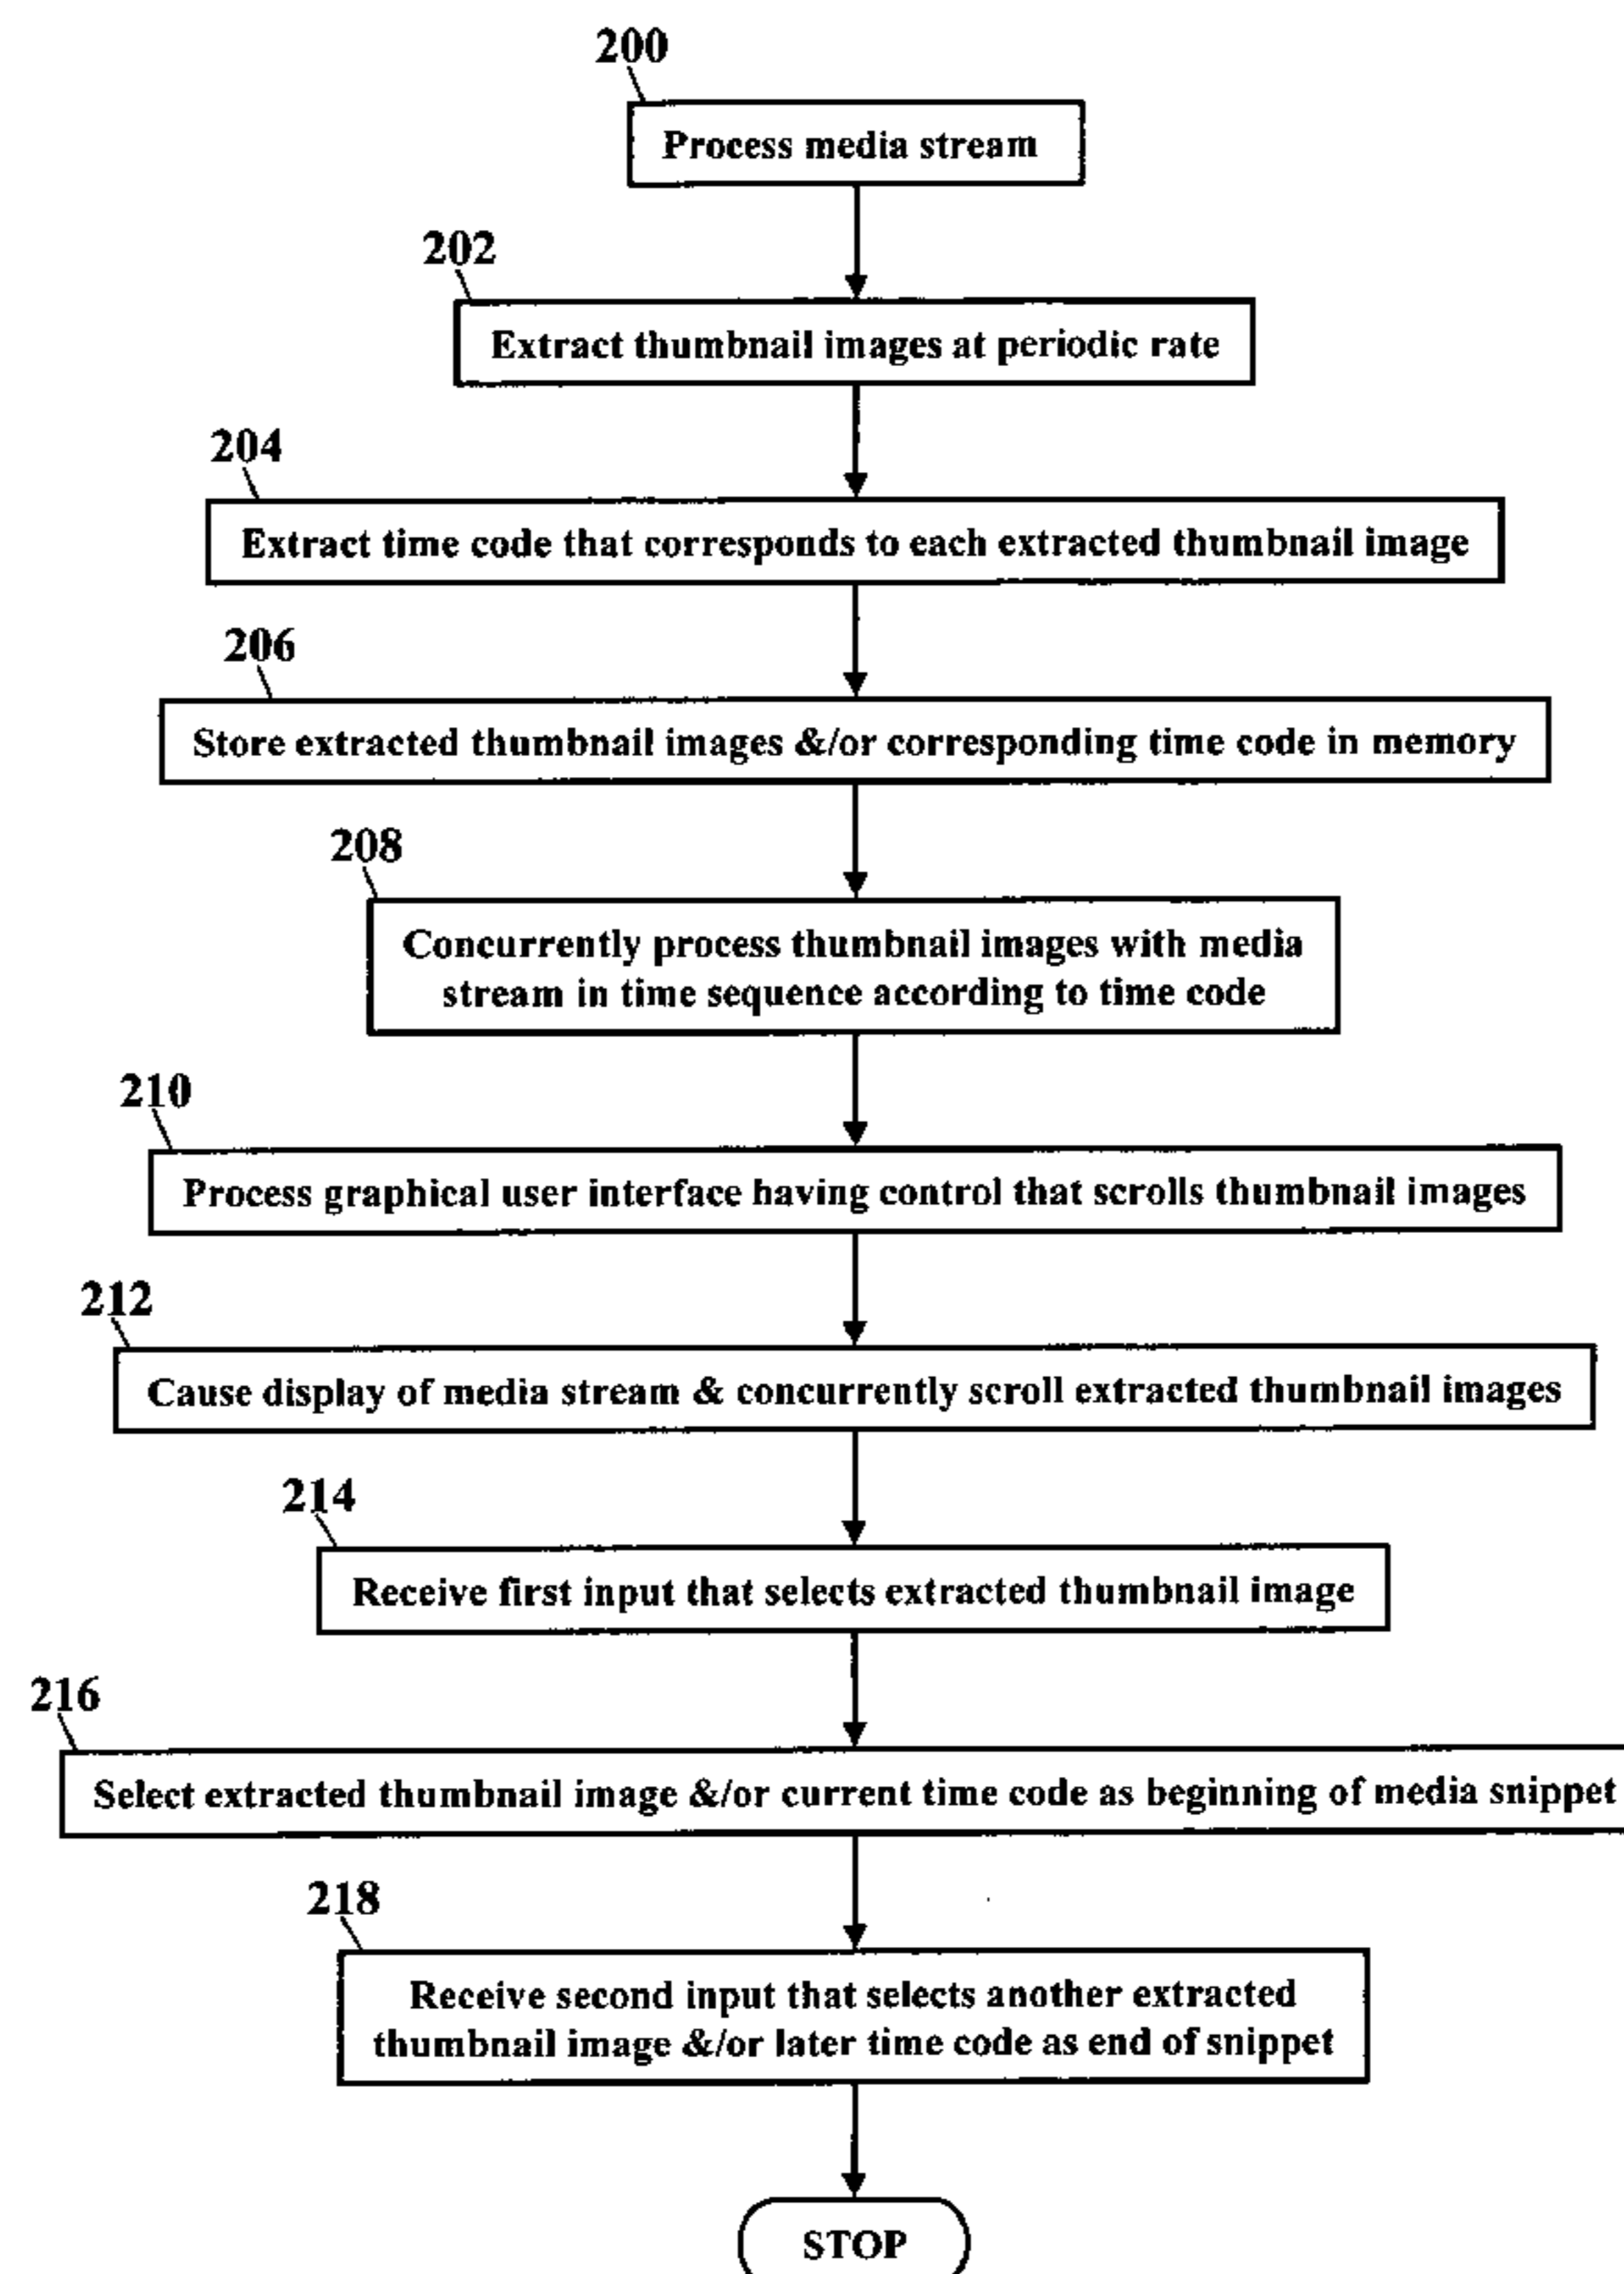 200
Process media stream
202
Extract thumbnail images at periodic rate
204
Extract time code that corresponds to each extracted thumbnail image
206
Store extracted thumbnail images &/or corresponding time code in memory
208
Concurrently process thumbnail images with media
stream in time sequence according to time code
210
Process graphical user interface having control that scrolls thumbnail images
212
Cause display of media stream & concurrently scroll extracted thumbnail images
214
Receive first input that selects extracted thumbnail image
216
Select extracted thumbnail image &/or current time code as beginning of media snippet
218
Receive second input that selects another extracted
thumbnail image &/or later time code as end of snippet
STOP